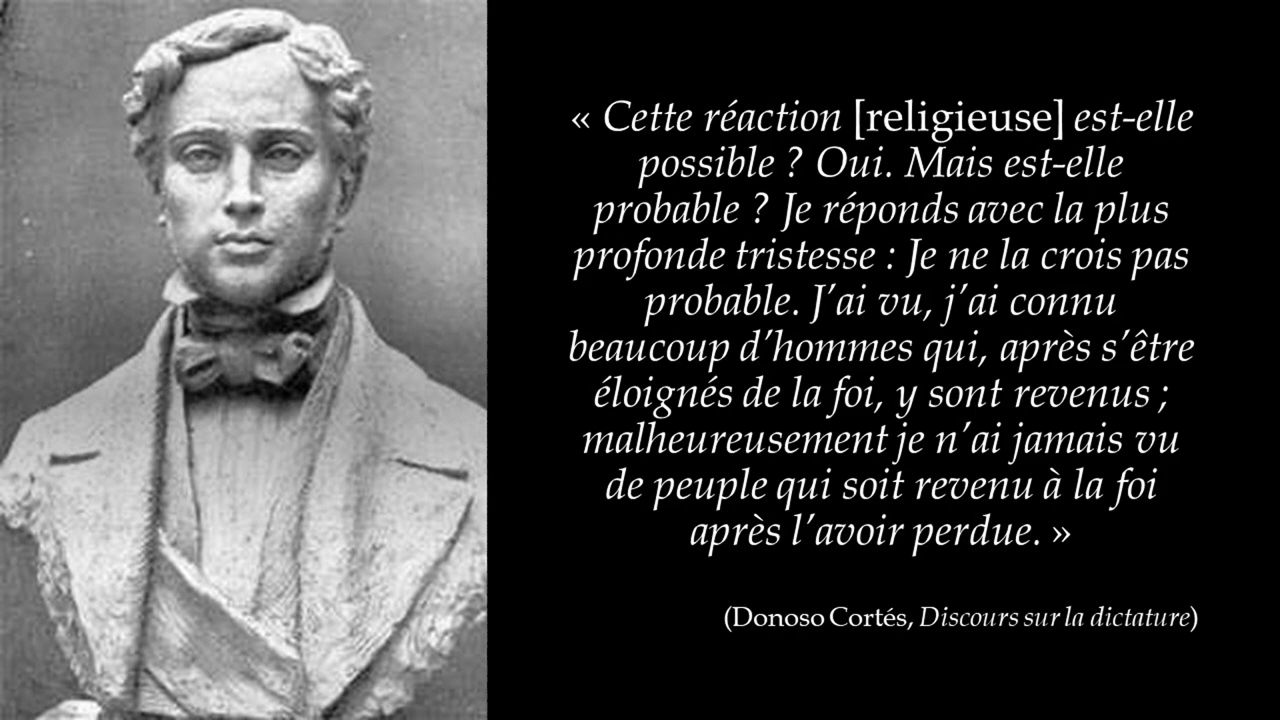 « Cette réaction [religieuse] est-elle
possible ? Oui. Mais est-elle
probable ? Je réponds avec la plus
profonde tristesse : Je ne la crois pas
probable. J’ai vu, j’ai connu
beaucoup d’hommes qui, après s’être
éloignés de la foi, y sont revenus ;
malheureusement je n’ai jamais vu
de peuple qui soit revenu à la foi
après l’avoir perdue. »
(Donoso Cortés, Discours sur la dictature)